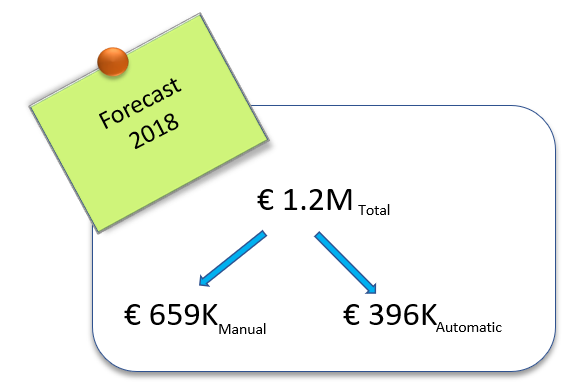 Forecast
2018
€ 1.2M Total
€ 659K Manual
€ 396K Automatic